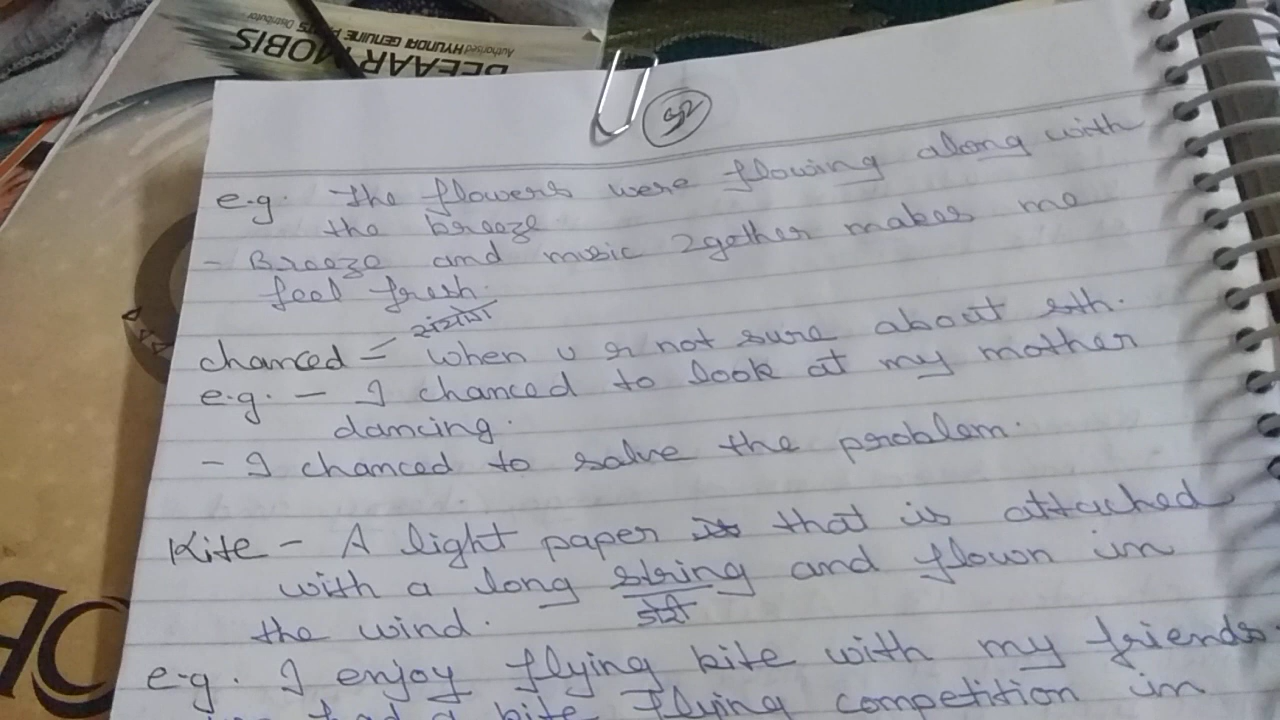 Authorised HYUNDAI GENUINE PARTS Distributor
BEEAAR MOBIS
e.g. The flowers were flowing along with
the breeze.
- Breeze and music 2gether makes me
feel fresh.
संयोग
chanced = when u r not sure about sth.
e.g. - I chanced to look at my mother
dancing.
- I chanced to solve the problem.
Kite - A light paper that is attached
with a long string and flown in
डोरी
the wind.
e.g. I enjoy flying kite with my friends.
had a kite flying competition in